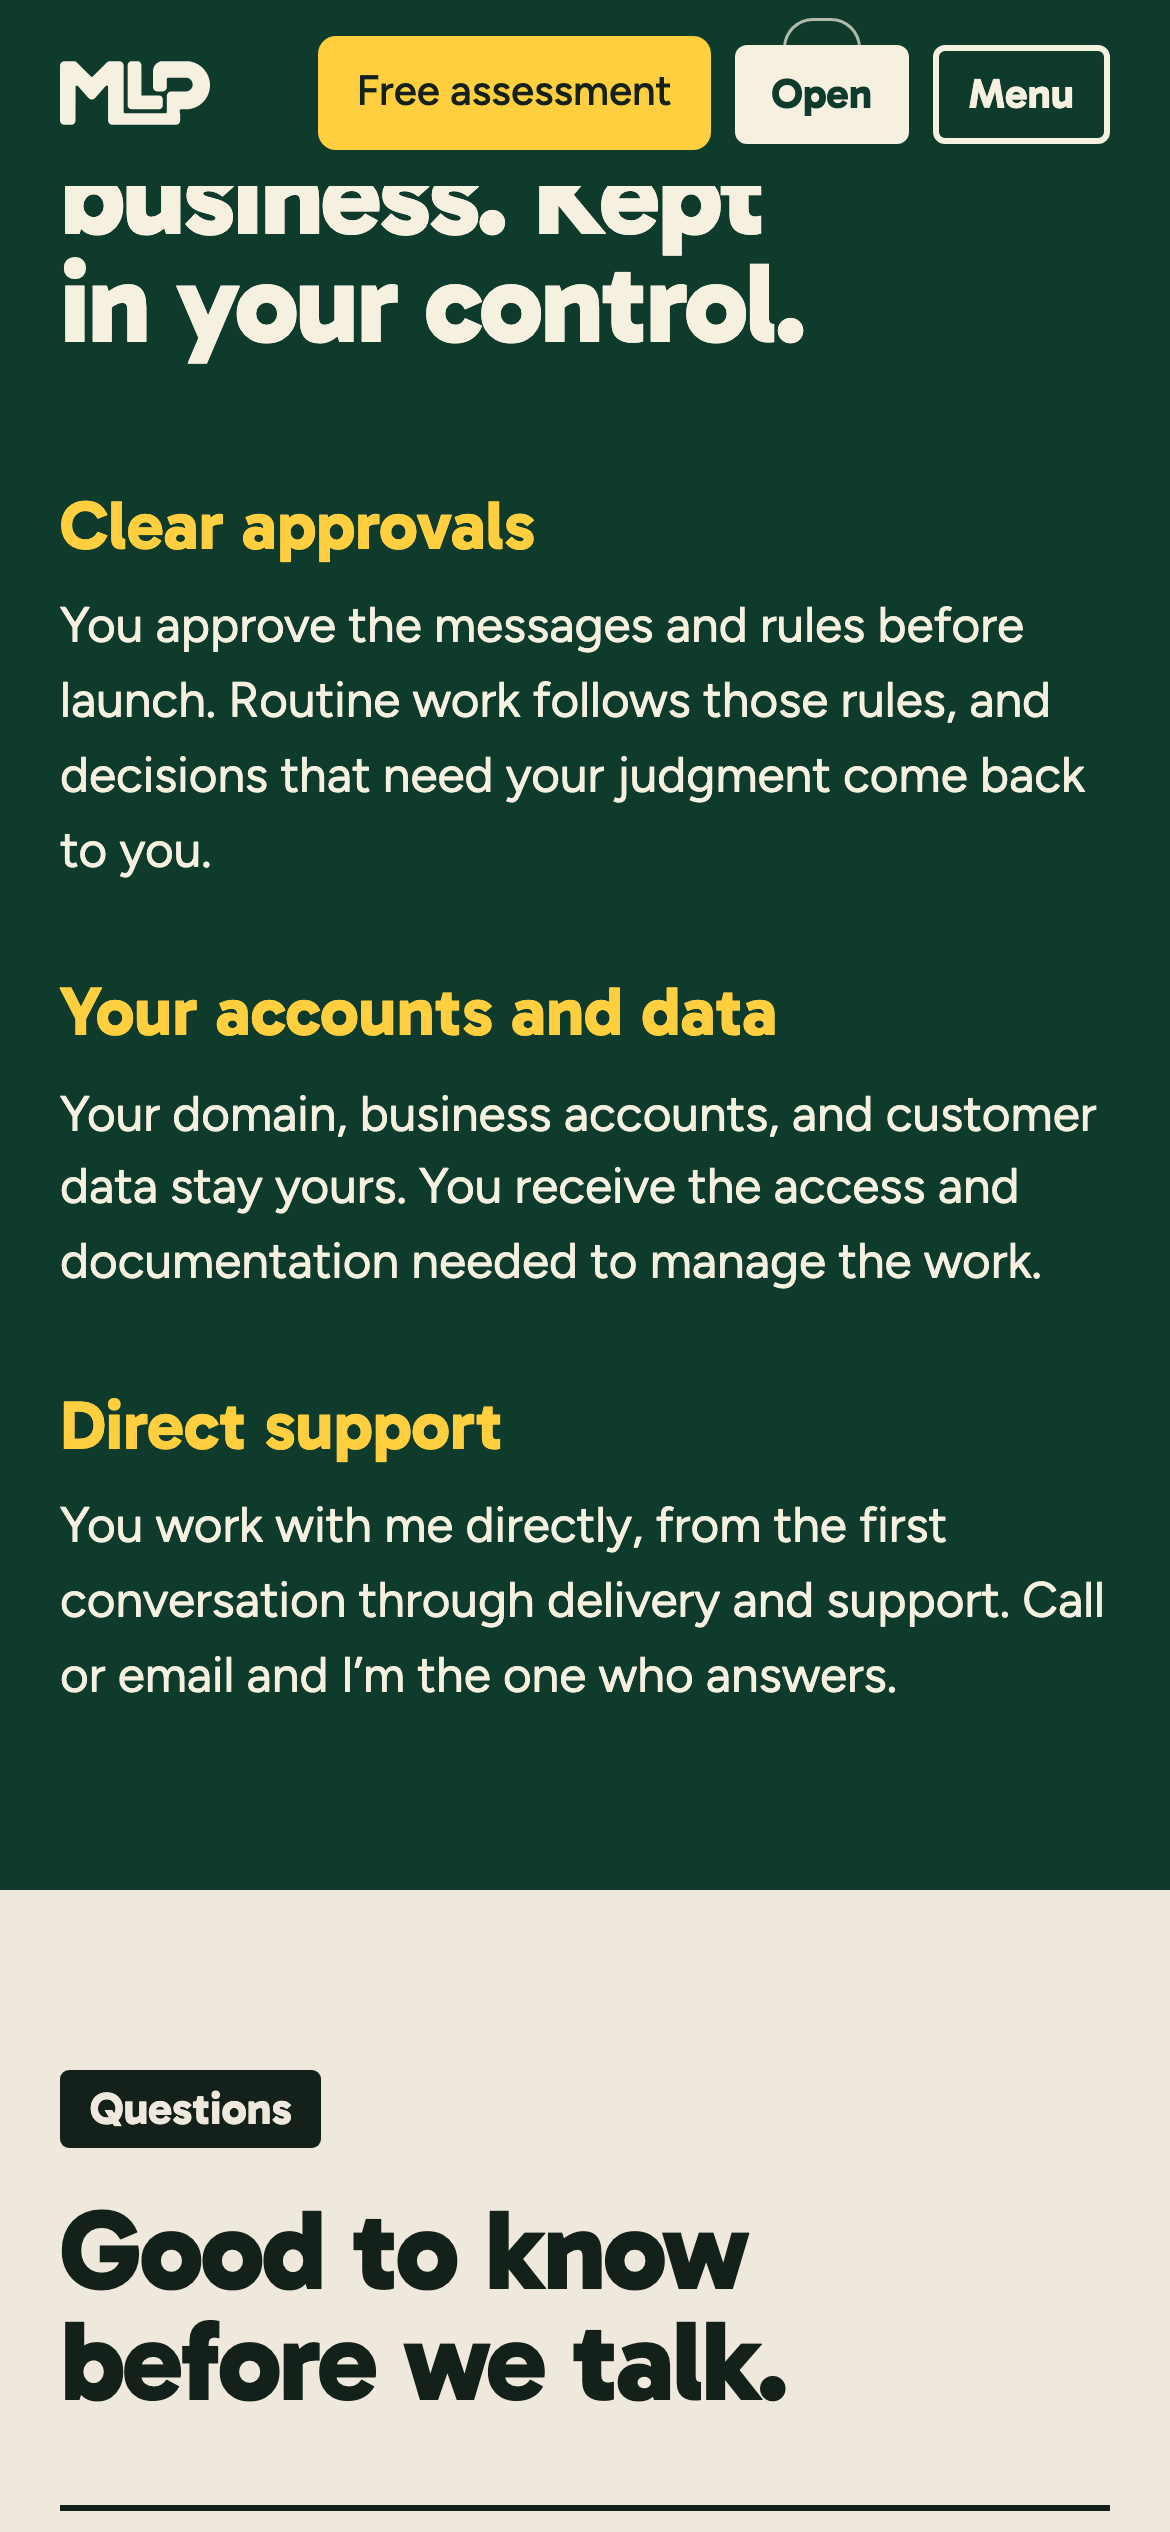 MLP
Free assessment
Open
Menu
business. Kept
in your control.
Clear approvals
You approve the messages and rules before
launch. Routine work follows those rules, and
decisions that need your judgment come back
to you.
Your accounts and data
Your domain, business accounts, and customer
data stay yours. You receive the access and
documentation needed to manage the work.
Direct support
You work with me directly, from the first
conversation through delivery and support. Call
or email and I’m the one who answers.
Questions
Good to know
before we talk.